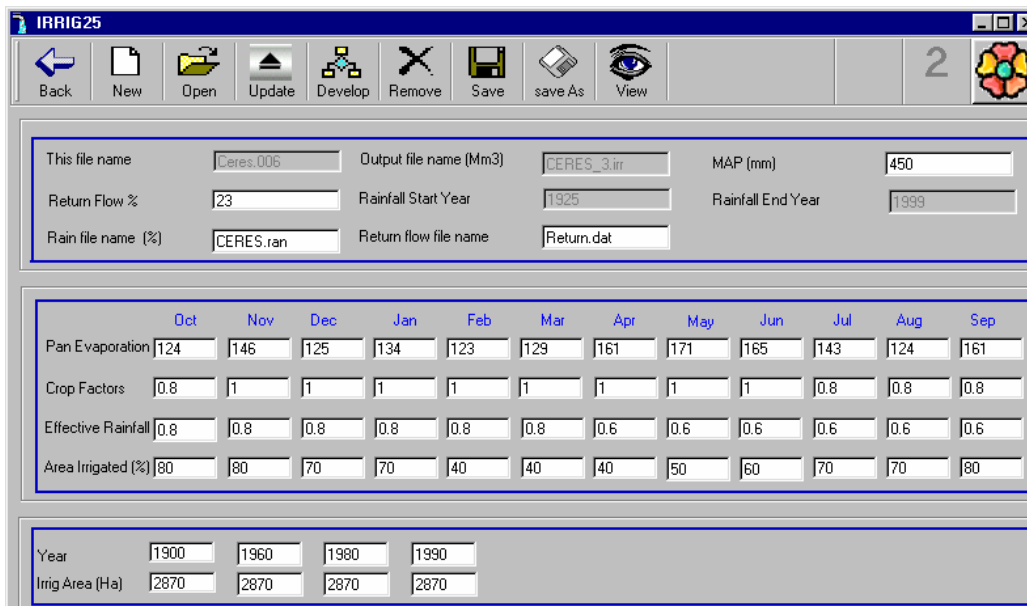 IRRIG25
Back New Open Update Develop Remove Save save As View 2
This file name Ceres.006 Output file name (Mm3) CERES_3.irr MAP (mm) 450
Return Flow % 23 Rainfall Start Year 1925 Rainfall End Year 1999
Rain file name (%) CERES.ran Return flow file name Return.dat
Oct Nov Dec Jan Feb Mar Apr May Jun Jul Aug Sep
Pan Evaporation 124 146 125 134 123 129 161 171 165 143 124 161
Crop Factors 0.8 1 1 1 1 1 1 1 1 0.8 0.8 0.8
Effective Rainfall 0.8 0.8 0.8 0.8 0.8 0.8 0.6 0.6 0.6 0.6 0.6 0.6
Area Irrigated (%) 80 80 70 70 40 40 40 50 60 70 70 80
Year 1900 1960 1980 1990
Irrig Area (Ha) 2870 2870 2870 2870